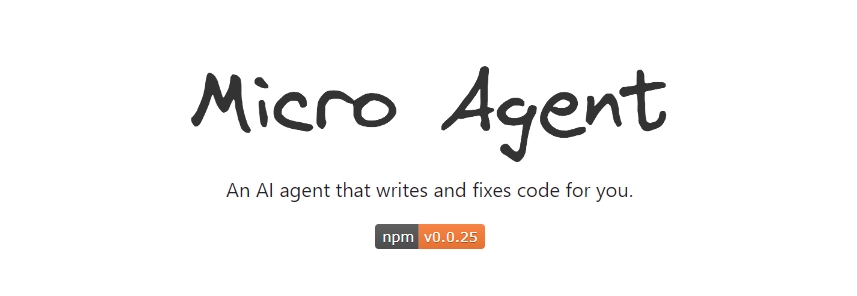 Micro Agent
An AI agent that writes and fixes code for you.
npm v0.0.25